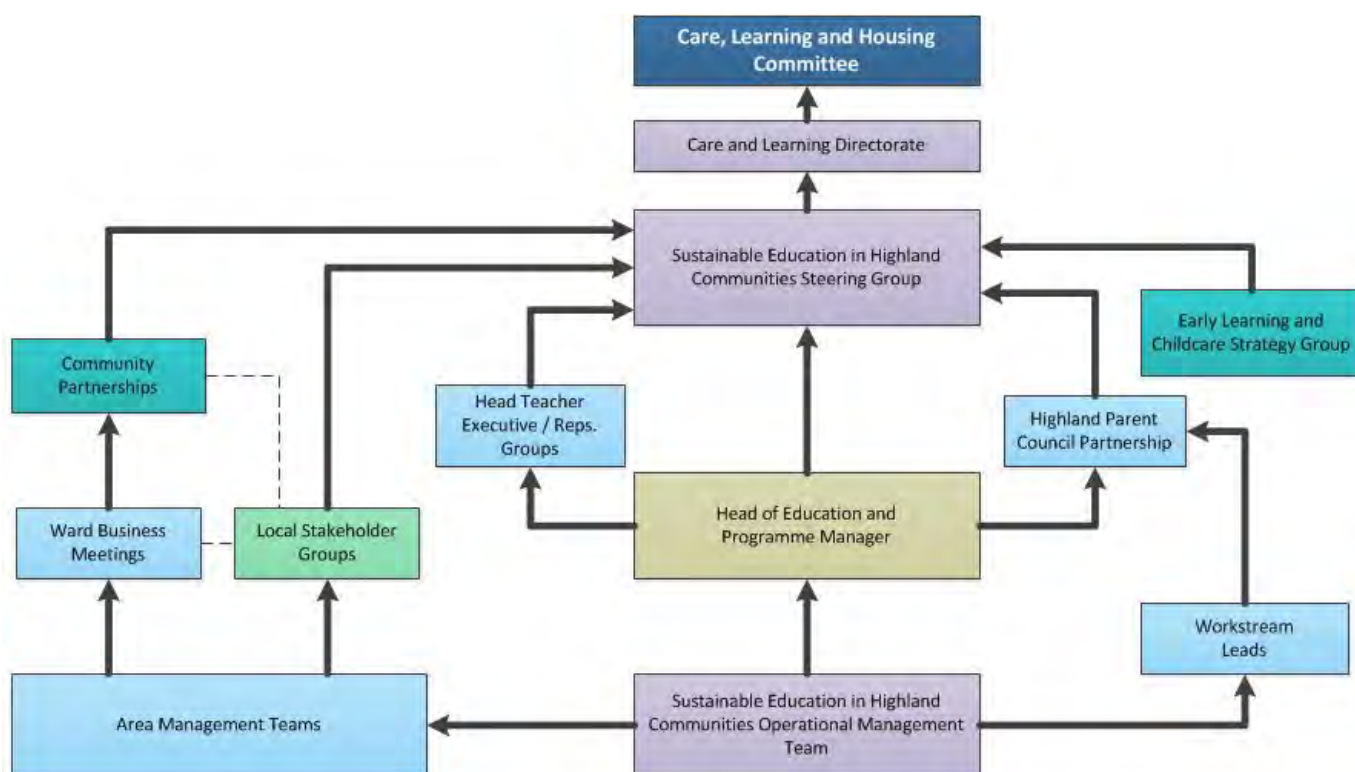 Care, Learning and Housing
Committee
Care and Learning Directorate
Sustainable Education in Highland
Communities Steering Group
Early Learning and
Childcare Strategy Group
Community
Partnerships
Head Teacher
Executive / Reps.
Groups
Highland Parent
Council Partnership
Ward Business
Meetings
Local Stakeholder
Groups
Head of Education and
Programme Manager
Workstream
Leads
Area Management Teams
Sustainable Education in Highland
Communities Operational Management
Team